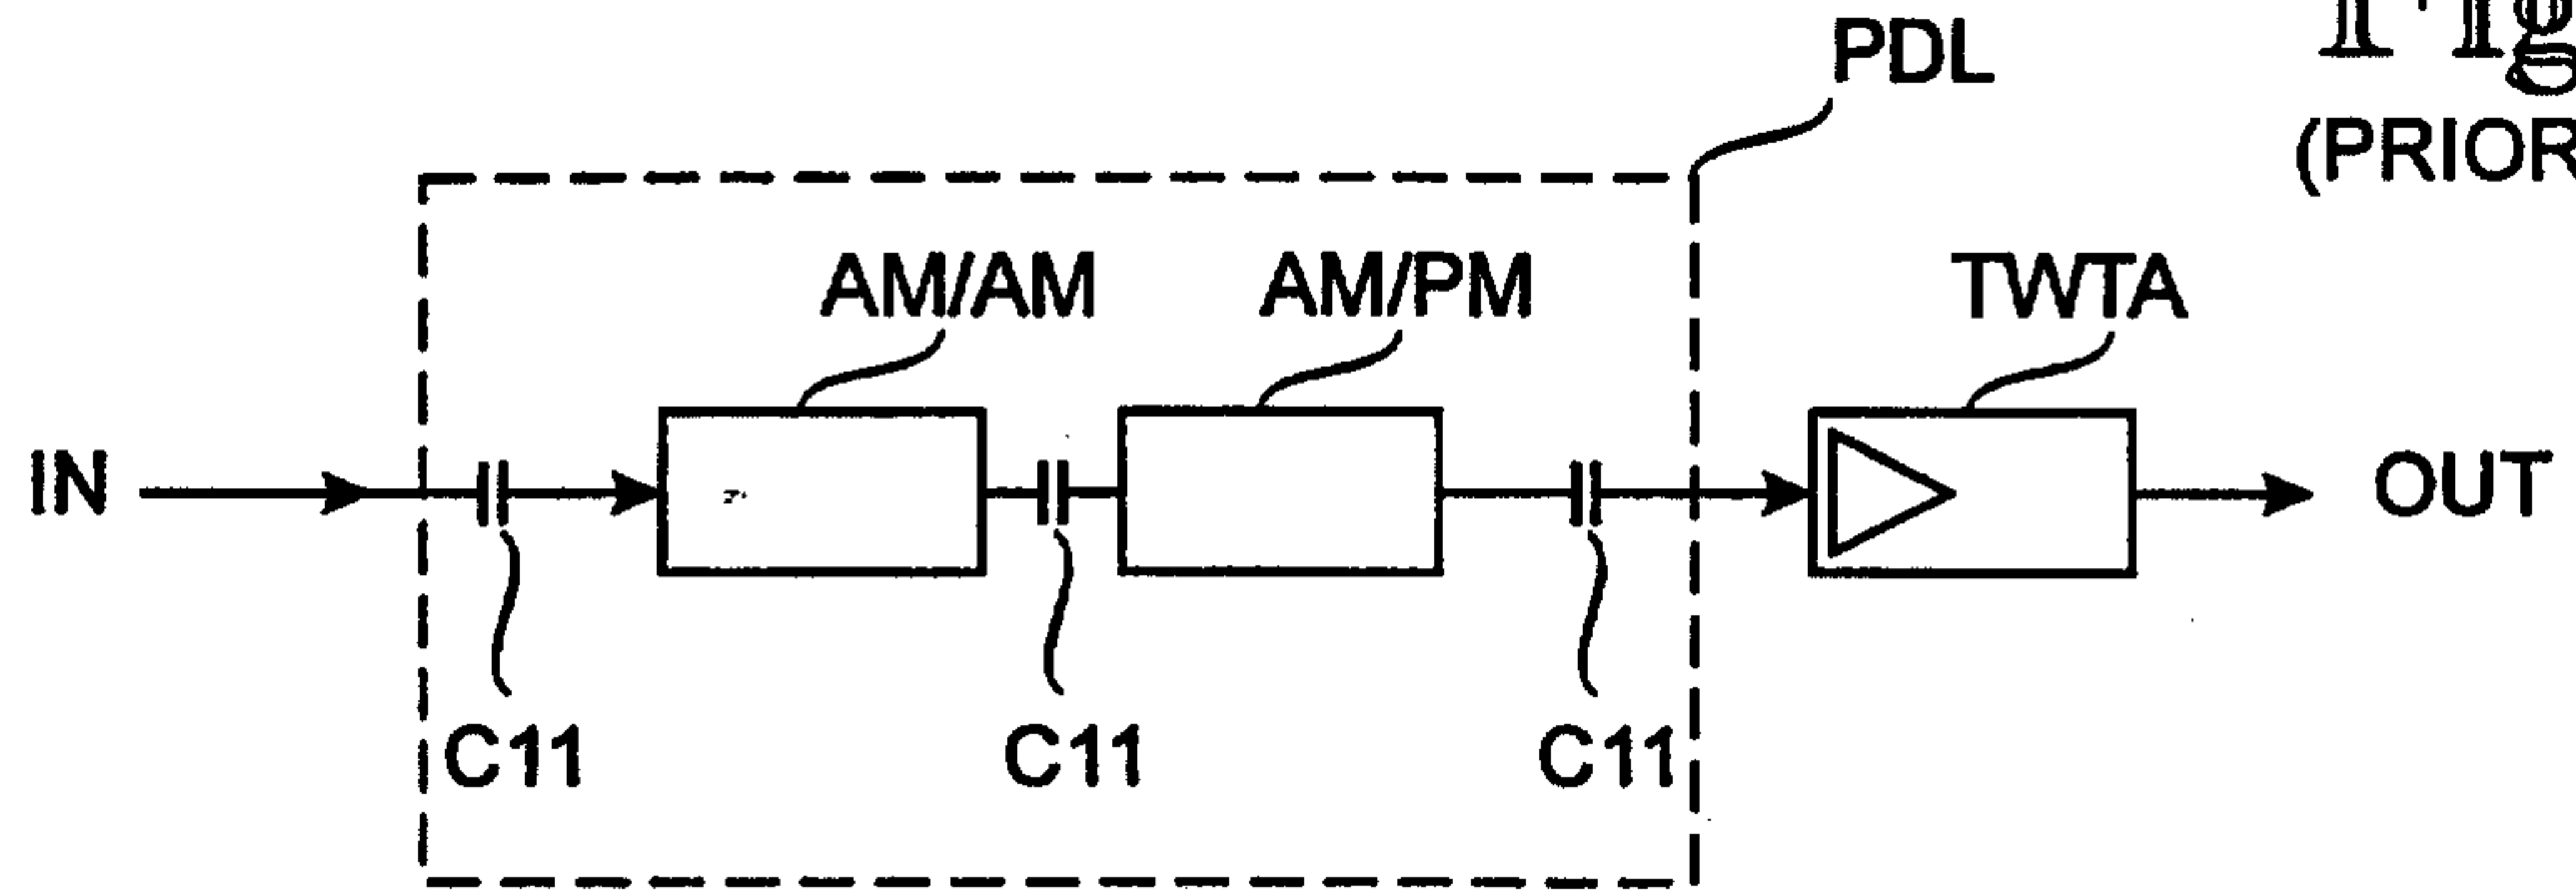 PDL
(PRIOR
AM/AM AM/PM TWTA
IN OUT
C11 C11 C11